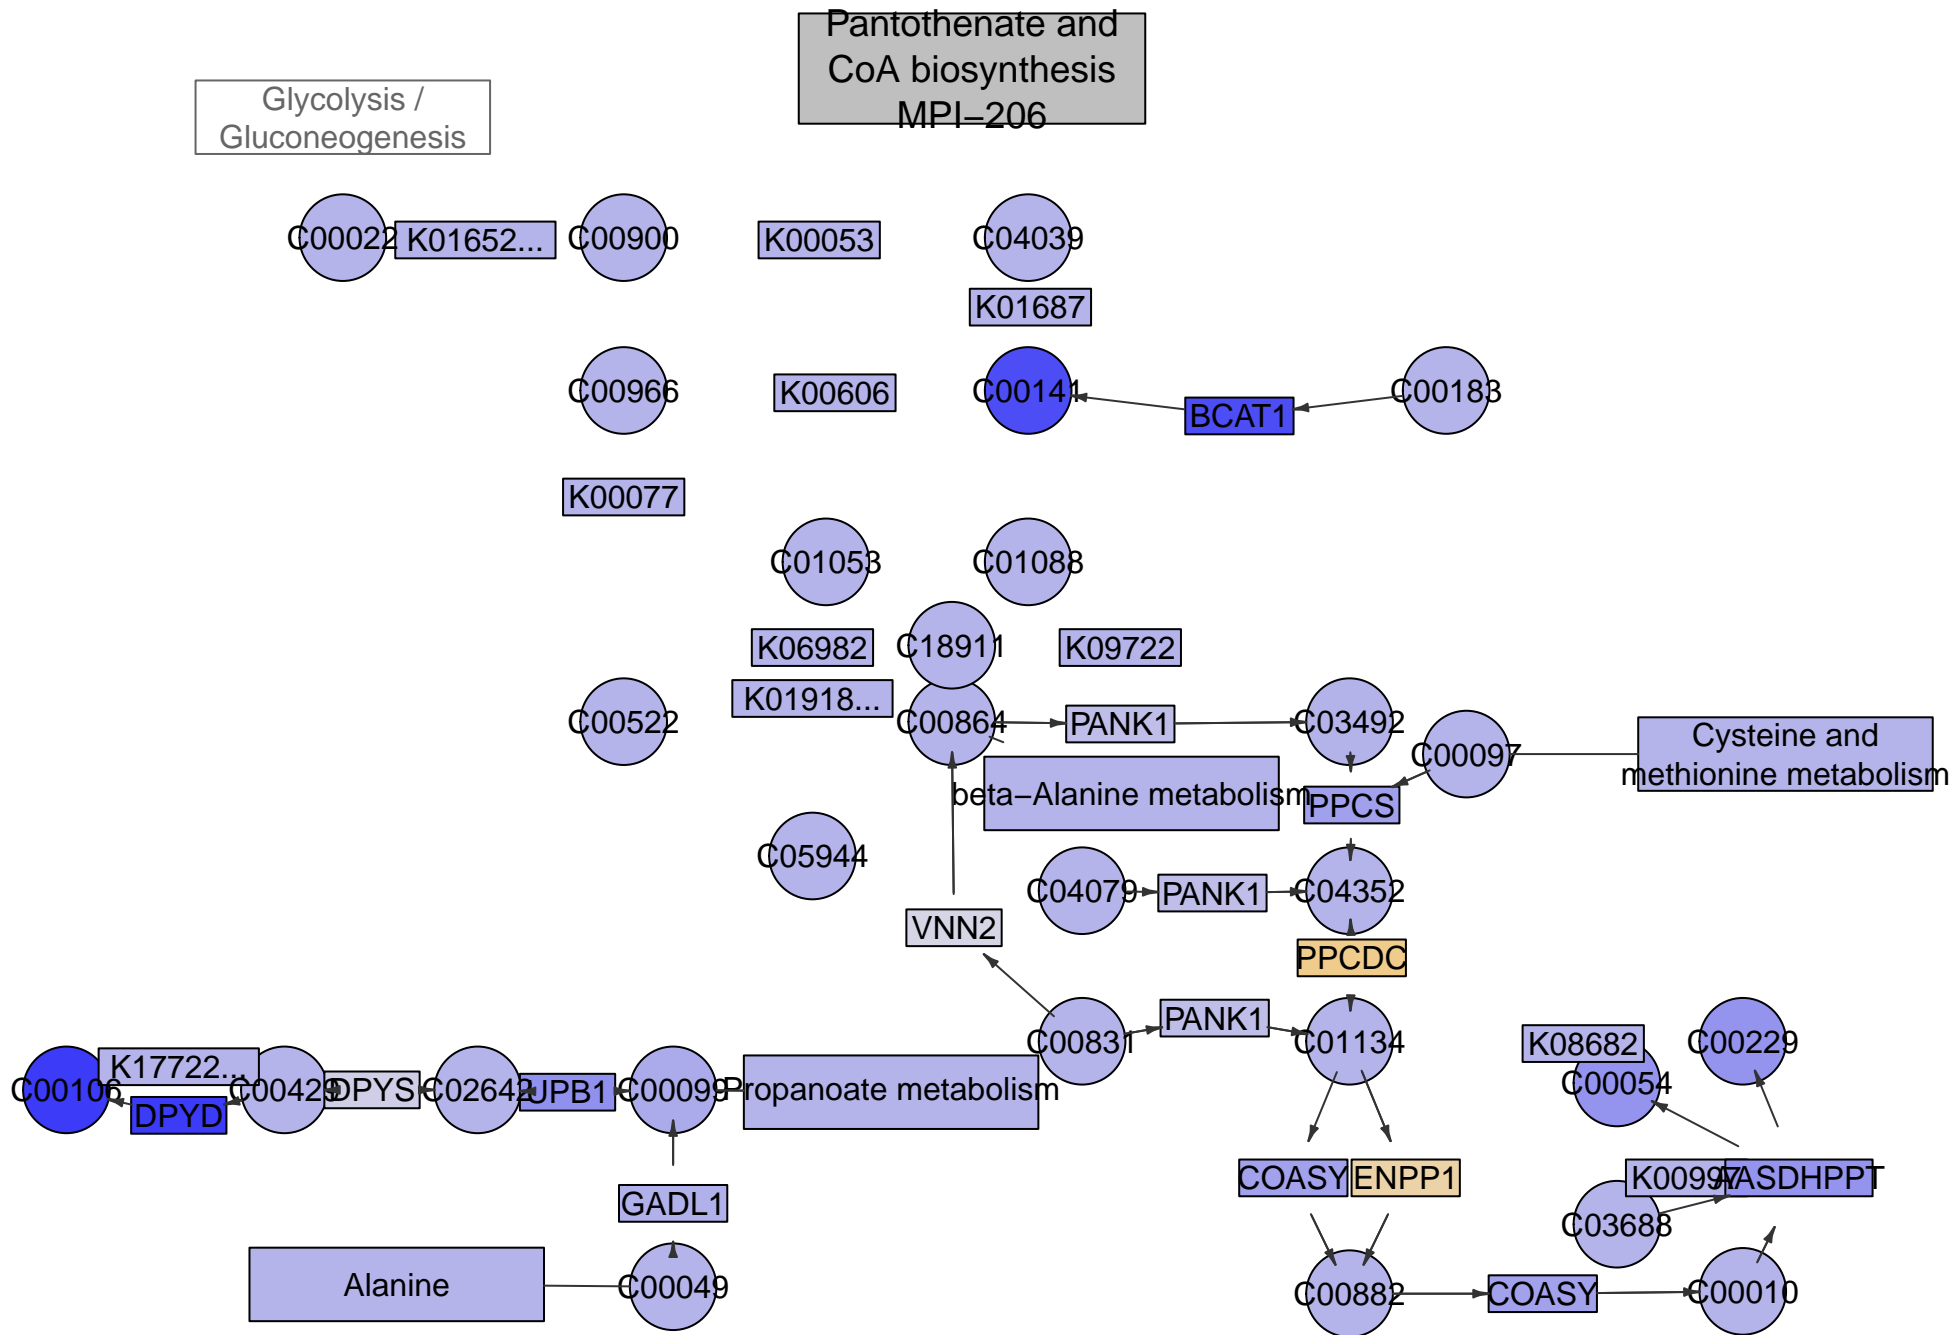 Pantothenate and
CoA biosynthesis
MPI–206
Glycolysis /
Gluconeogenesis
C00022
K01652...
C00900
K00053
C04039
K01687
C00966
K00606
C00141
BCAT1
C00183
K00077
C01053
C01088
K06982
C18911
K09722
K01918...
C00522
C00864
PANK1
C03492
C00097
Cysteine and
methionine metabolism
beta–Alanine metabolism
PPCS
C05944
C04079
PANK1
C04352
VNN2
PPCDC
C00831
PANK1
C01134
K08682
C00229
C00054
C00106
K17722...
DPYD
C00429
DPYS
C02642
UPB1
C00099
Propanoate metabolism
COASY
ENPP1
K00997
AASDHPPT
GADL1
C03688
Alanine
C00049
C00882
COASY
C00010